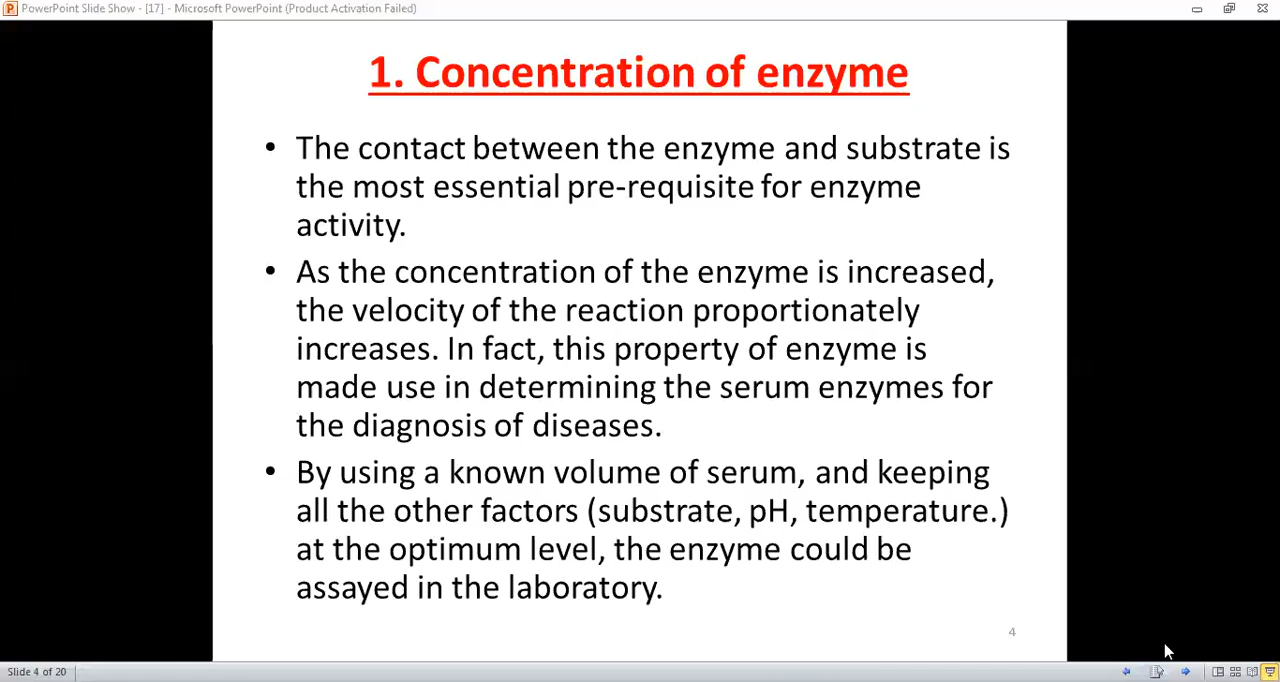 PowerPoint Slide Show - [17] - Microsoft PowerPoint (Product Activation Failed)
1. Concentration of enzyme
• The contact between the enzyme and substrate is
the most essential pre-requisite for enzyme
activity.
• As the concentration of the enzyme is increased,
the velocity of the reaction proportionately
increases. In fact, this property of enzyme is
made use in determining the serum enzymes for
the diagnosis of diseases.
• By using a known volume of serum, and keeping
all the other factors (substrate, pH, temperature.)
at the optimum level, the enzyme could be
assayed in the laboratory.
4
Slide 4 of 20